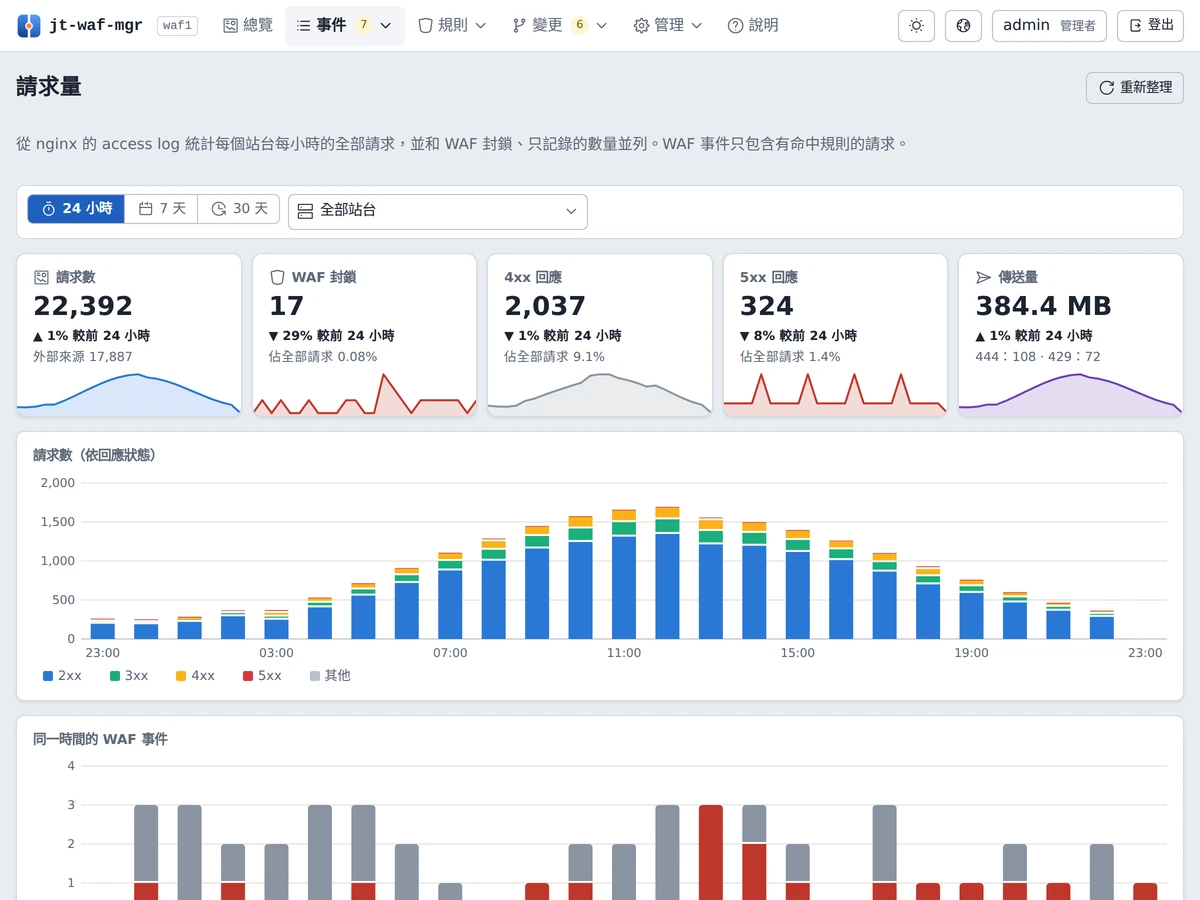 jt-waf-mgr waf1 總覽 事件 7 規則 變更 6 管理 說明 admin 管理者 登出
請求量
重新整理
從 nginx 的 access log 統計每個站台每小時的全部請求，並和 WAF 封鎖、只記錄的數量並列。WAF 事件只包含有命中規則的請求。
24 小時 7 天 30 天 全部站台
請求數
22,392
▲ 1% 較前 24 小時
外部來源 17,887
WAF 封鎖
17
▼ 29% 較前 24 小時
佔全部請求 0.08%
4xx 回應
2,037
▼ 1% 較前 24 小時
佔全部請求 9.1%
5xx 回應
324
▼ 8% 較前 24 小時
佔全部請求 1.4%
傳送量
384.4 MB
▲ 1% 較前 24 小時
444：108 · 429：72
請求數（依回應狀態）
2,000
1,500
1,000
500
0
23:00 03:00 07:00 11:00 15:00 19:00 23:00
2xx 3xx 4xx 5xx 其他
同一時間的 WAF 事件
4
3
2
1